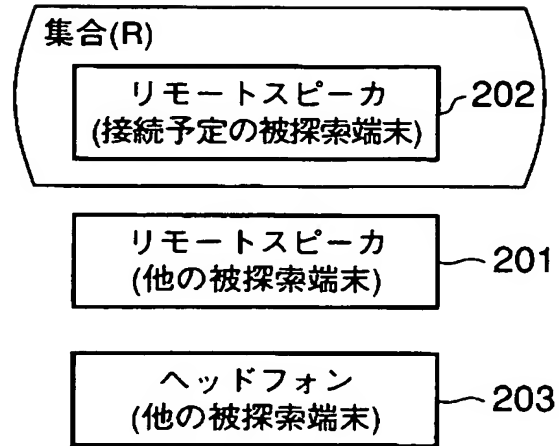 集合(R)
リモートスピーカ
(接続予定の被探索端末)
202
リモートスピーカ
(他の被探索端末)
201
ヘッドフォン
(他の被探索端末)
203